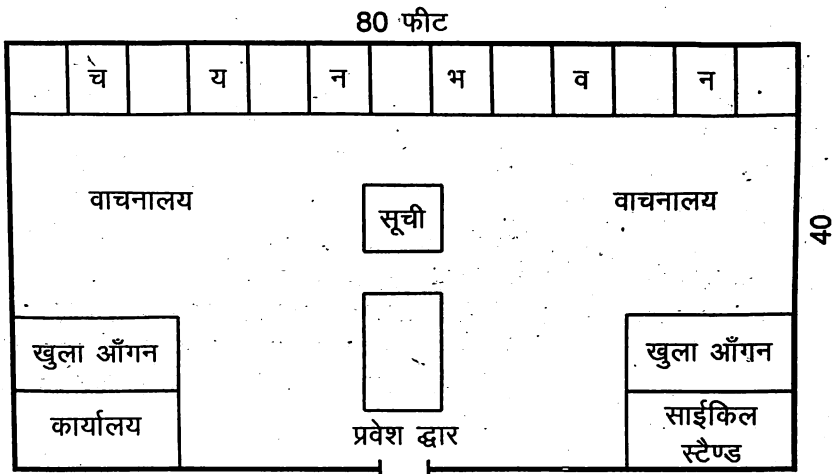 80 फीट
च य न भ व न
वाचनालय
वाचनालय
सूची
40
खुला आँगन
खुला आँगन
कार्यालय
साईकिल
स्टैण्ड
प्रवेश द्वार